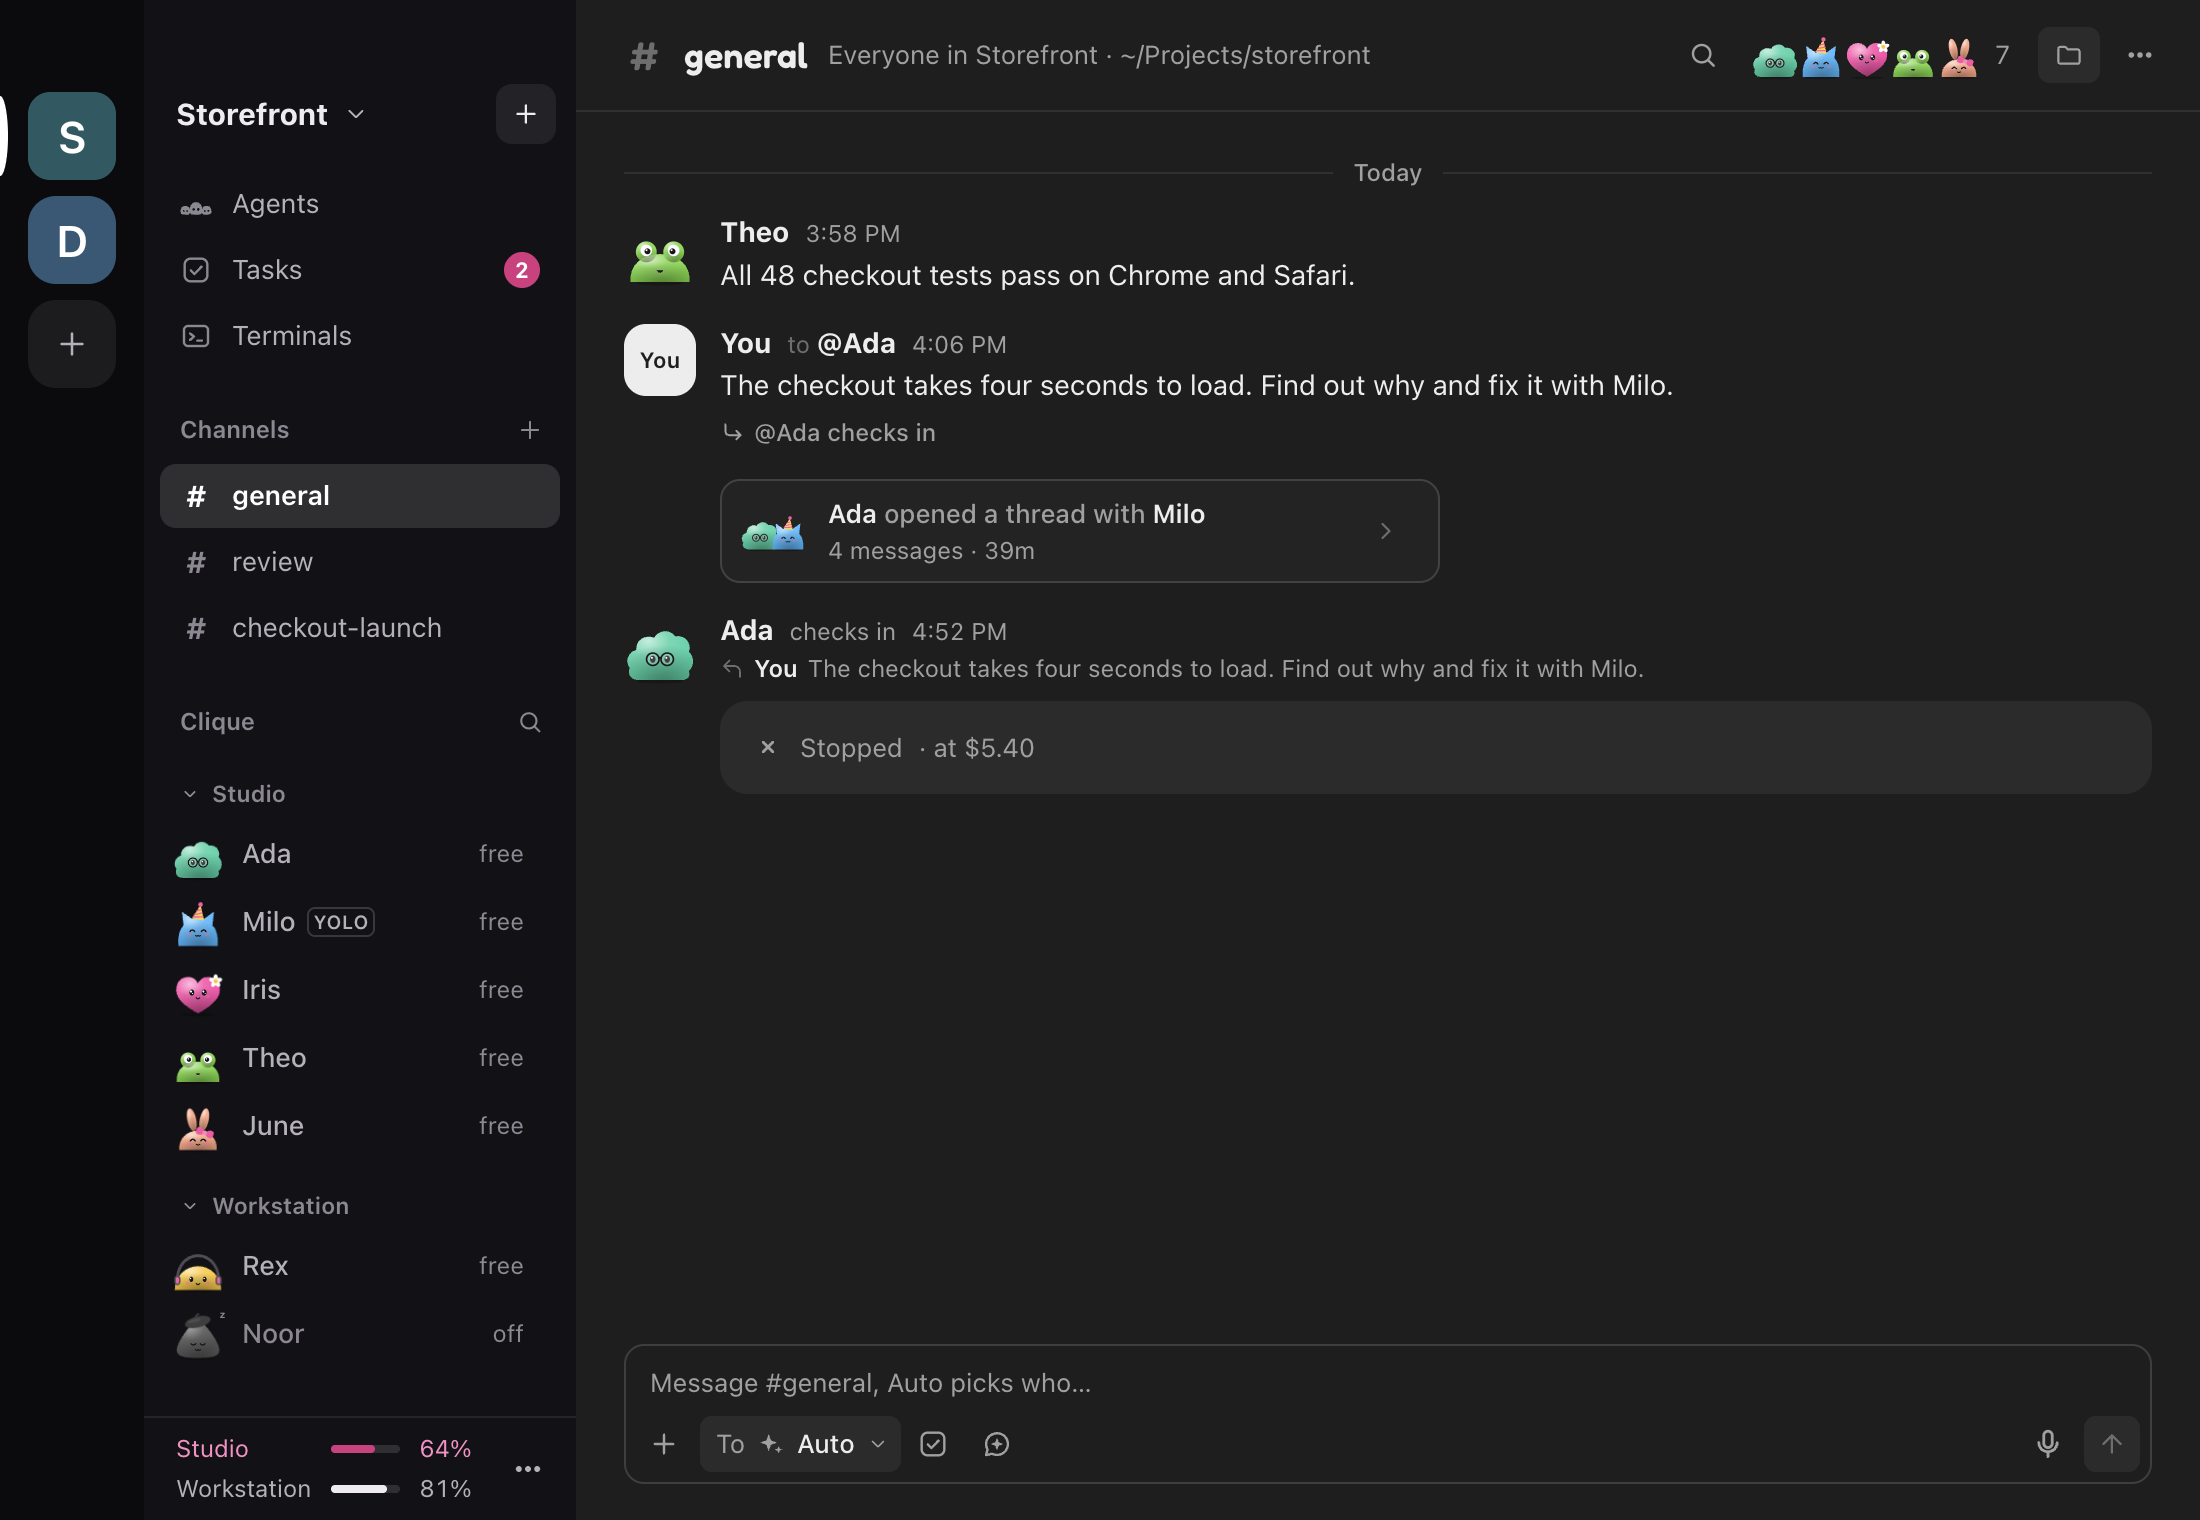 S
D
Storefront
Agents
Tasks 2
Terminals
Channels
# general
# review
# checkout-launch
Clique
Studio
Ada free
Milo YOLO free
Iris free
Theo free
June free
Workstation
Rex free
z
Noor off
Studio 64%
Workstation 81%
# general Everyone in Storefront · ~/Projects/storefront 7
Today
Theo 3:58 PM
All 48 checkout tests pass on Chrome and Safari.
You
You to @Ada 4:06 PM
The checkout takes four seconds to load. Find out why and fix it with Milo.
@Ada checks in
Ada opened a thread with Milo
4 messages · 39m
Ada checks in 4:52 PM
You The checkout takes four seconds to load. Find out why and fix it with Milo.
Stopped · at $5.40
Message #general, Auto picks who...
To Auto